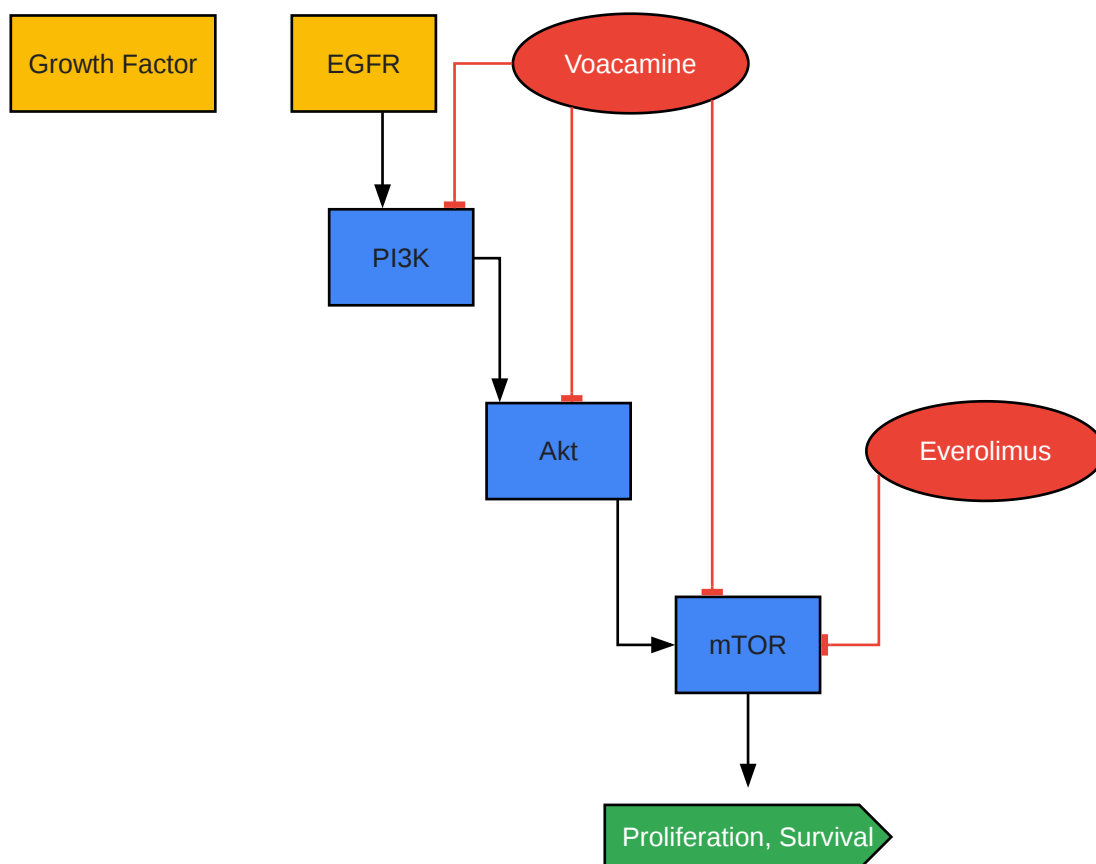 Growth Factor
EGFR
Voacamine
PI3K
Akt
Everolimus
mTOR
Proliferation, Survival